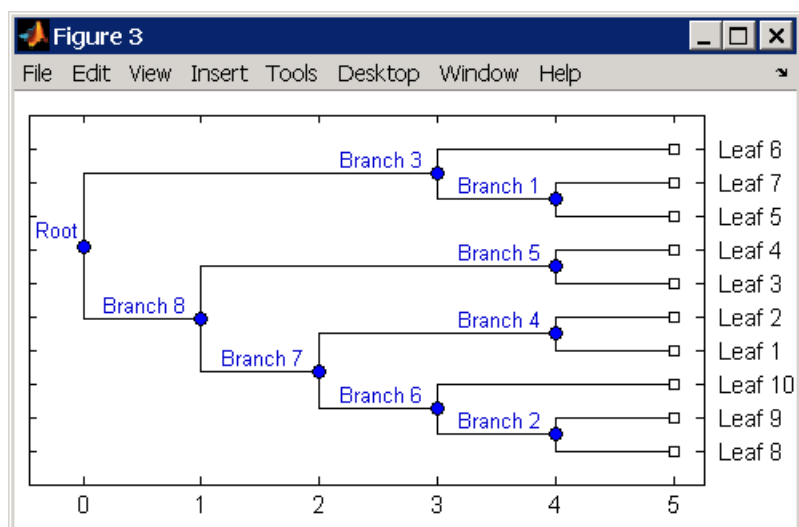 Figure 3
File Edit View Insert Tools Desktop Window Help
Branch 3
Leaf 6
Branch 1
Leaf 7
Leaf 5
Root
Branch 5
Leaf 4
Leaf 3
Branch 8
Branch 4
Leaf 2
Leaf 1
Branch 7
Branch 6
Leaf 10
Branch 2
Leaf 9
Leaf 8
0 1 2 3 4 5